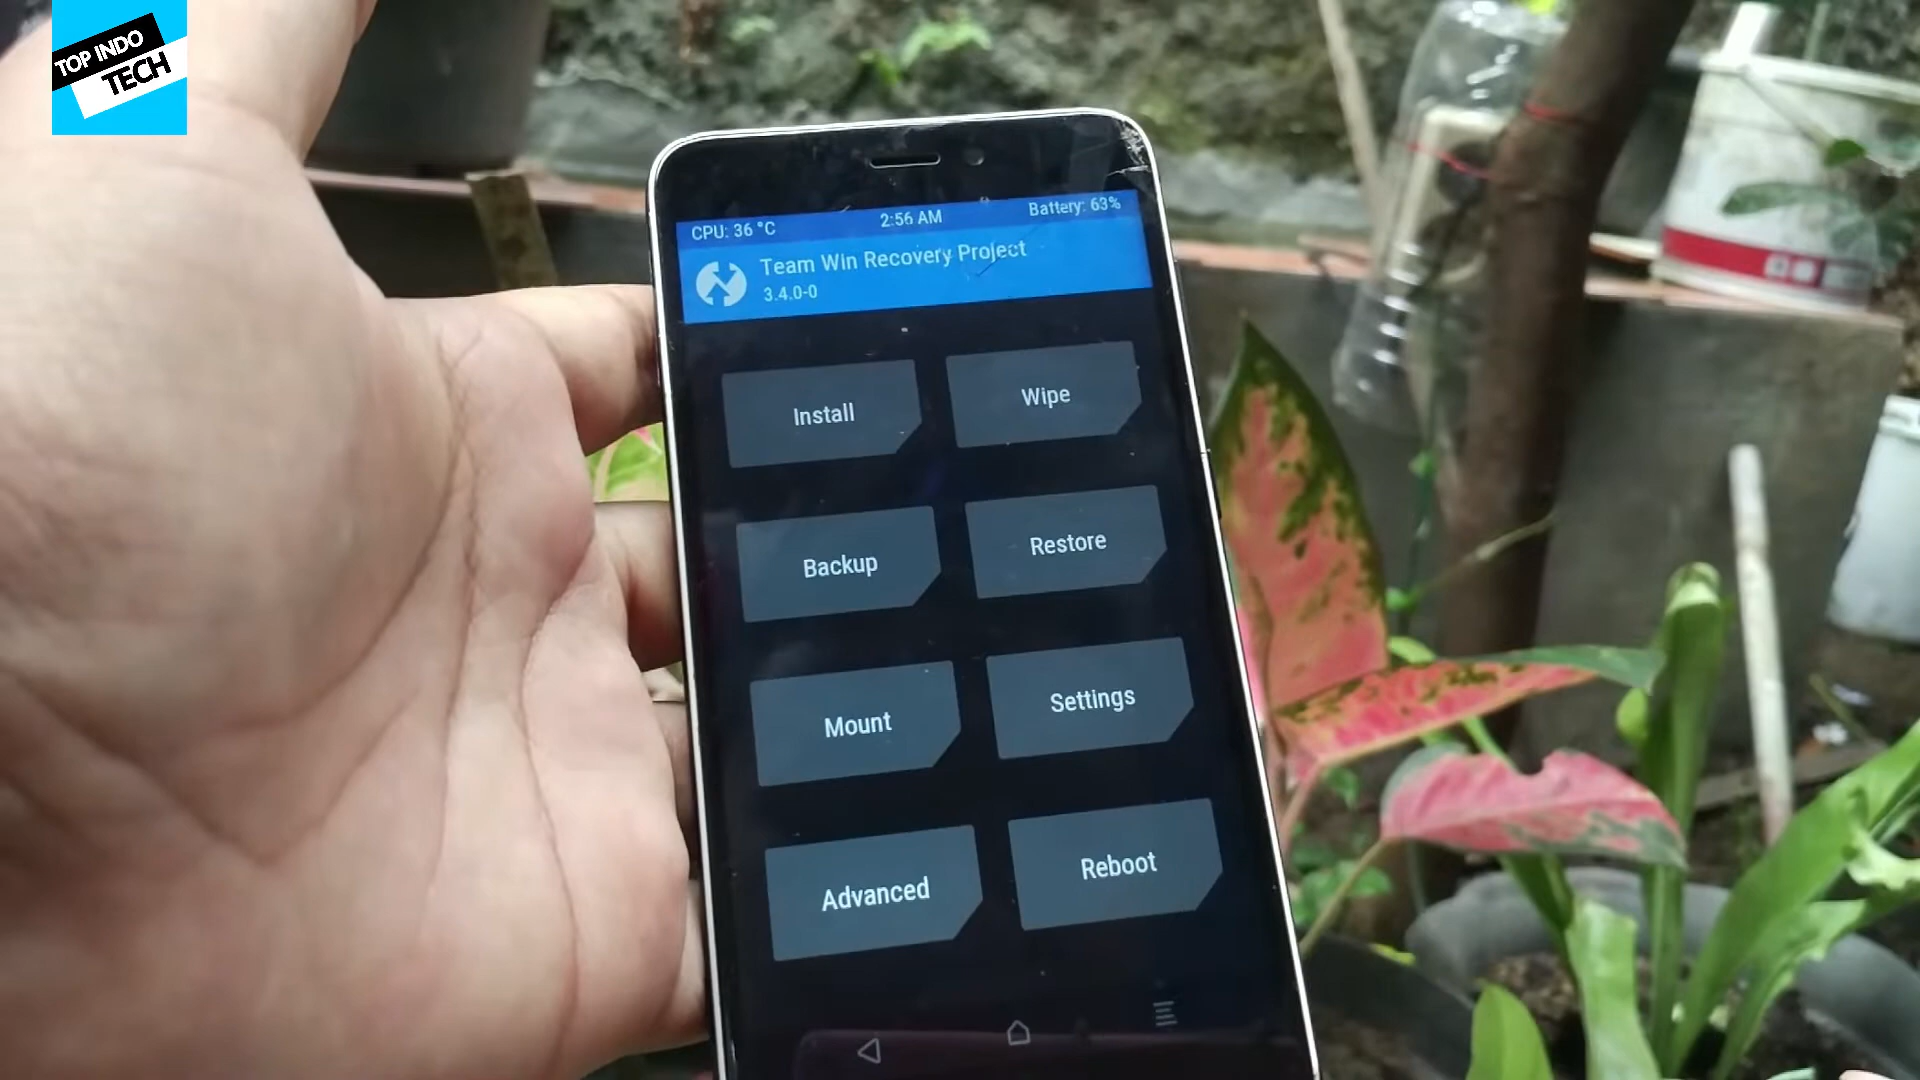 TOP INDO
TECH
CPU: 36 °C 2:56 AM Battery: 63%
Team Win Recovery Project
3.4.0-0
Install Wipe
Backup Restore
Mount Settings
Advanced Reboot